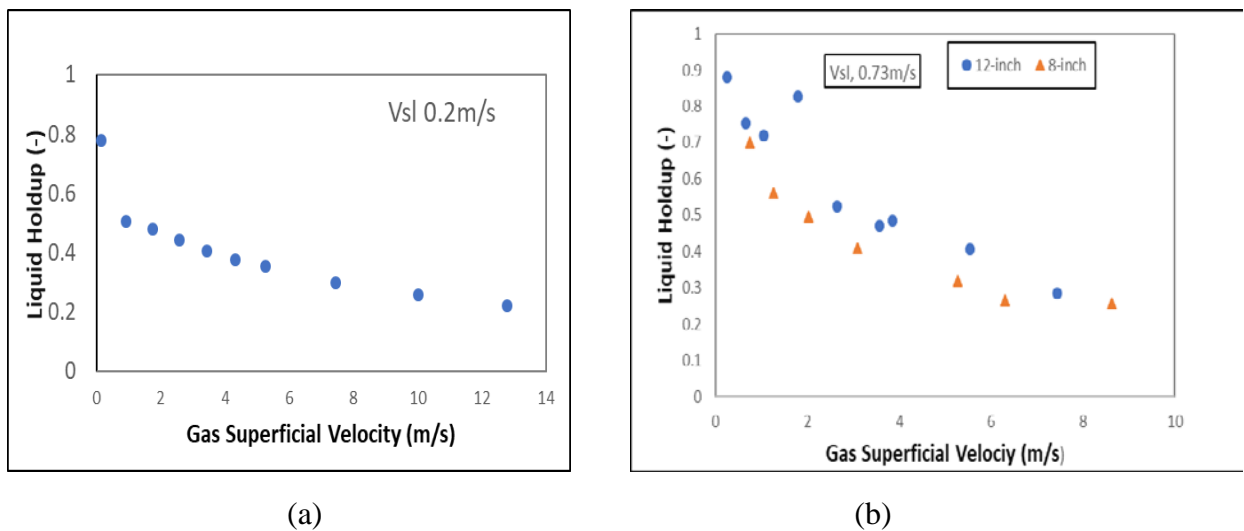 1
0.8
0.6
0.4
0.2
0
Liquid Holdup (-)
Vsl 0.2m/s
0 2 4 6 8 10 12 14
Gas Superficial Velocity (m/s)
(a)
1
0.9
0.8
0.7
0.6
0.5
0.4
0.3
0.2
0.1
0
Liquid Holdup (-)
Vsl, 0.73m/s
12-inch 8-inch
0 2 4 6 8 10
Gas Superficial Velociy (m/s)
(b)